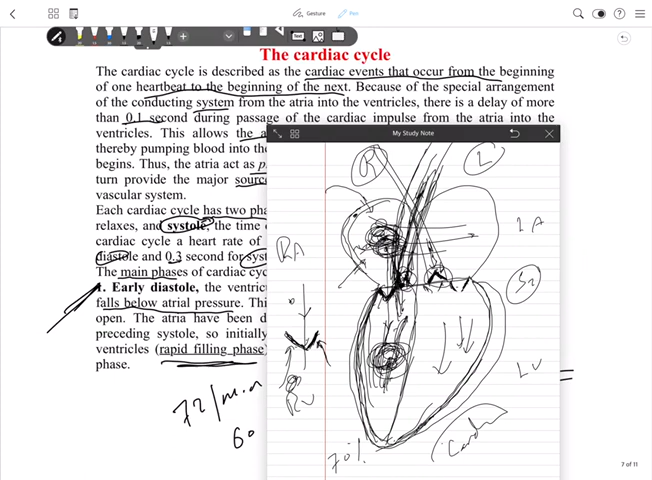 Gesture
Pen
The cardiac cycle
The cardiac cycle is described as the cardiac events that occur from the beginning
of one heartbeat to the beginning of the next. Because of the special arrangement
of the conducting system from the atria into the ventricles, there is a delay of more
than 0.1 second during passage of the cardiac impulse from the atria into the
ventricles. This allows the a
thereby pumping blood into the
begins. Thus, the atria act as p
turn provide the major source
vascular system.
Each cardiac cycle has two pha
relaxes, and systole, the time
cardiac cycle a heart rate of
diastole and 0.3 second for sys
The main phases of cardiac cyc
1. Early diastole, the ventric
falls below atrial pressure. Thi
open. The atria have been d
preceding systole, so initially
ventricles (rapid filling phase)
phase.
72/min
60
My Study Note
R
L
RA
LA
S2
RV
LV
70%
Text
7 of 11